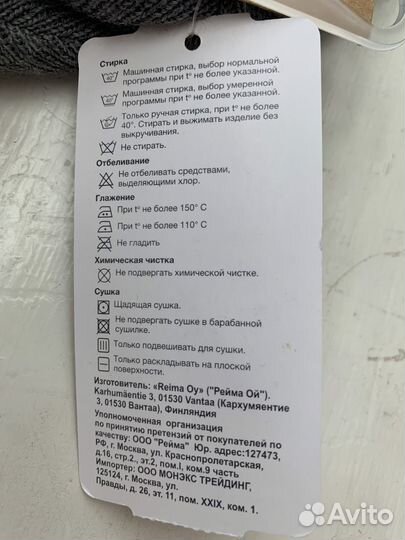 Стирка
Машинная стирка, выбор нормальной
программы при t° не более указанной.
Машинная стирка, выбор умеренной
программы при t° не более указанной.
Только ручная стирка, при t° не более
40°. Стирать и выжимать изделие без
выкручивания.
Не стирать.
Отбеливание
Не отбеливать средствами,
выделяющими хлор.
Глажение
При t° не более 150° С
При t° не более 110° С
Не гладить
Химическая чистка
Не подвергать химической чистке.
Сушка
Щадящая сушка.
Не подвергать сушке в барабанной
сушилке.
Только подвешивать для сушки.
Только раскладывать на плоской
поверхности.
Изготовитель: «Reima Oy» ("Рейма Ой").
Karhumäentie 3, 01530 Vantaa (Кархумяентие
3, 01530 Вантаа), Финляндия
Уполномоченная организация
по принятию претензий от покупателей по
качеству: ООО "Рейма" Юр. адрес:127473,
РФ, г. Москва, ул. Краснопролетарская,
д.16, стр.2., эт.2, пом.I, ком.9 часть
Импортер: ООО МОНЭКС ТРЕЙДИНГ,
125124, г. Москва, ул.
Правды, д. 26, эт. 11, пом. XXIX, ком. 1.
Avito